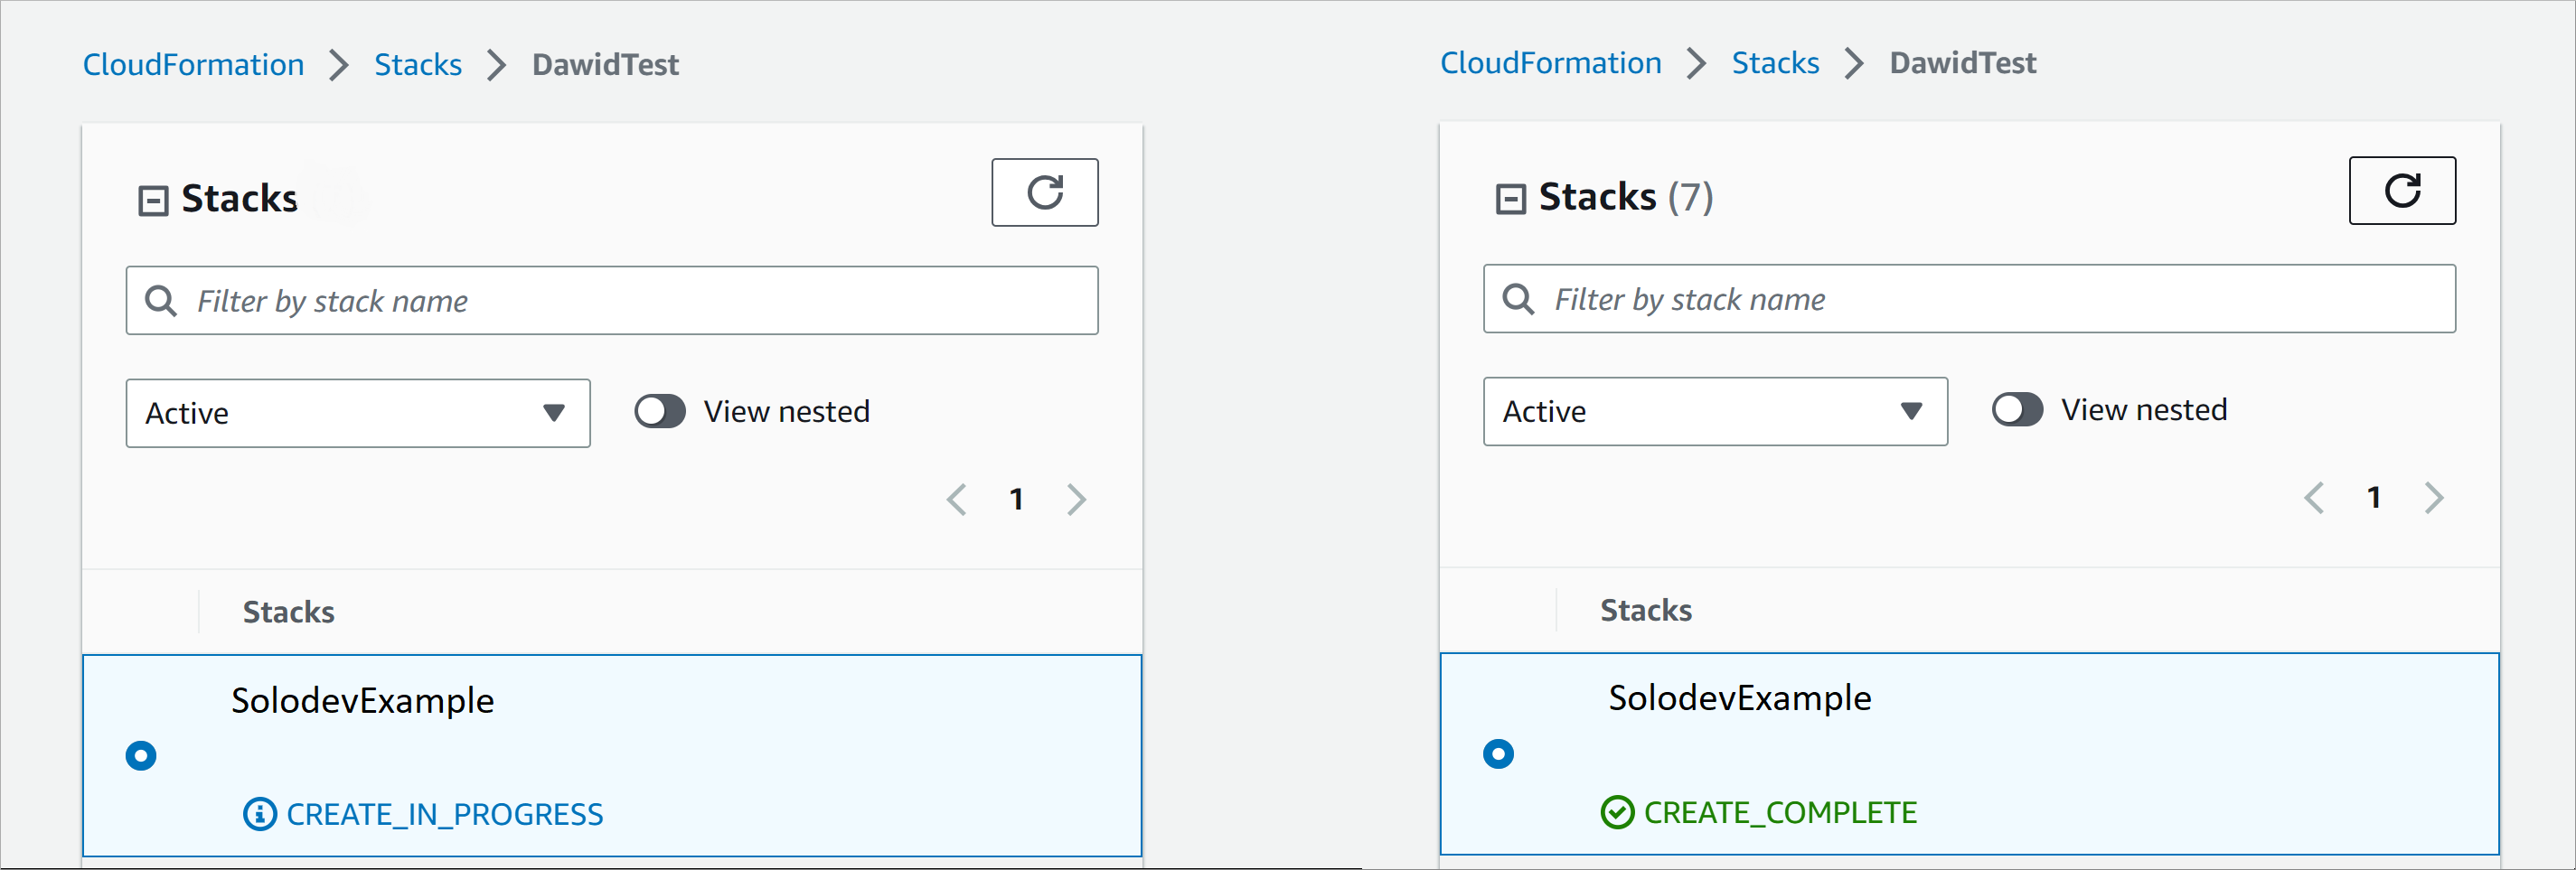 CloudFormation > Stacks > DawidTest
Stacks
Filter by stack name
Active
View nested
1
Stacks
SolodevExample
CREATE_IN_PROGRESS
CloudFormation > Stacks > DawidTest
Stacks (7)
Filter by stack name
Active
View nested
1
Stacks
SolodevExample
CREATE_COMPLETE